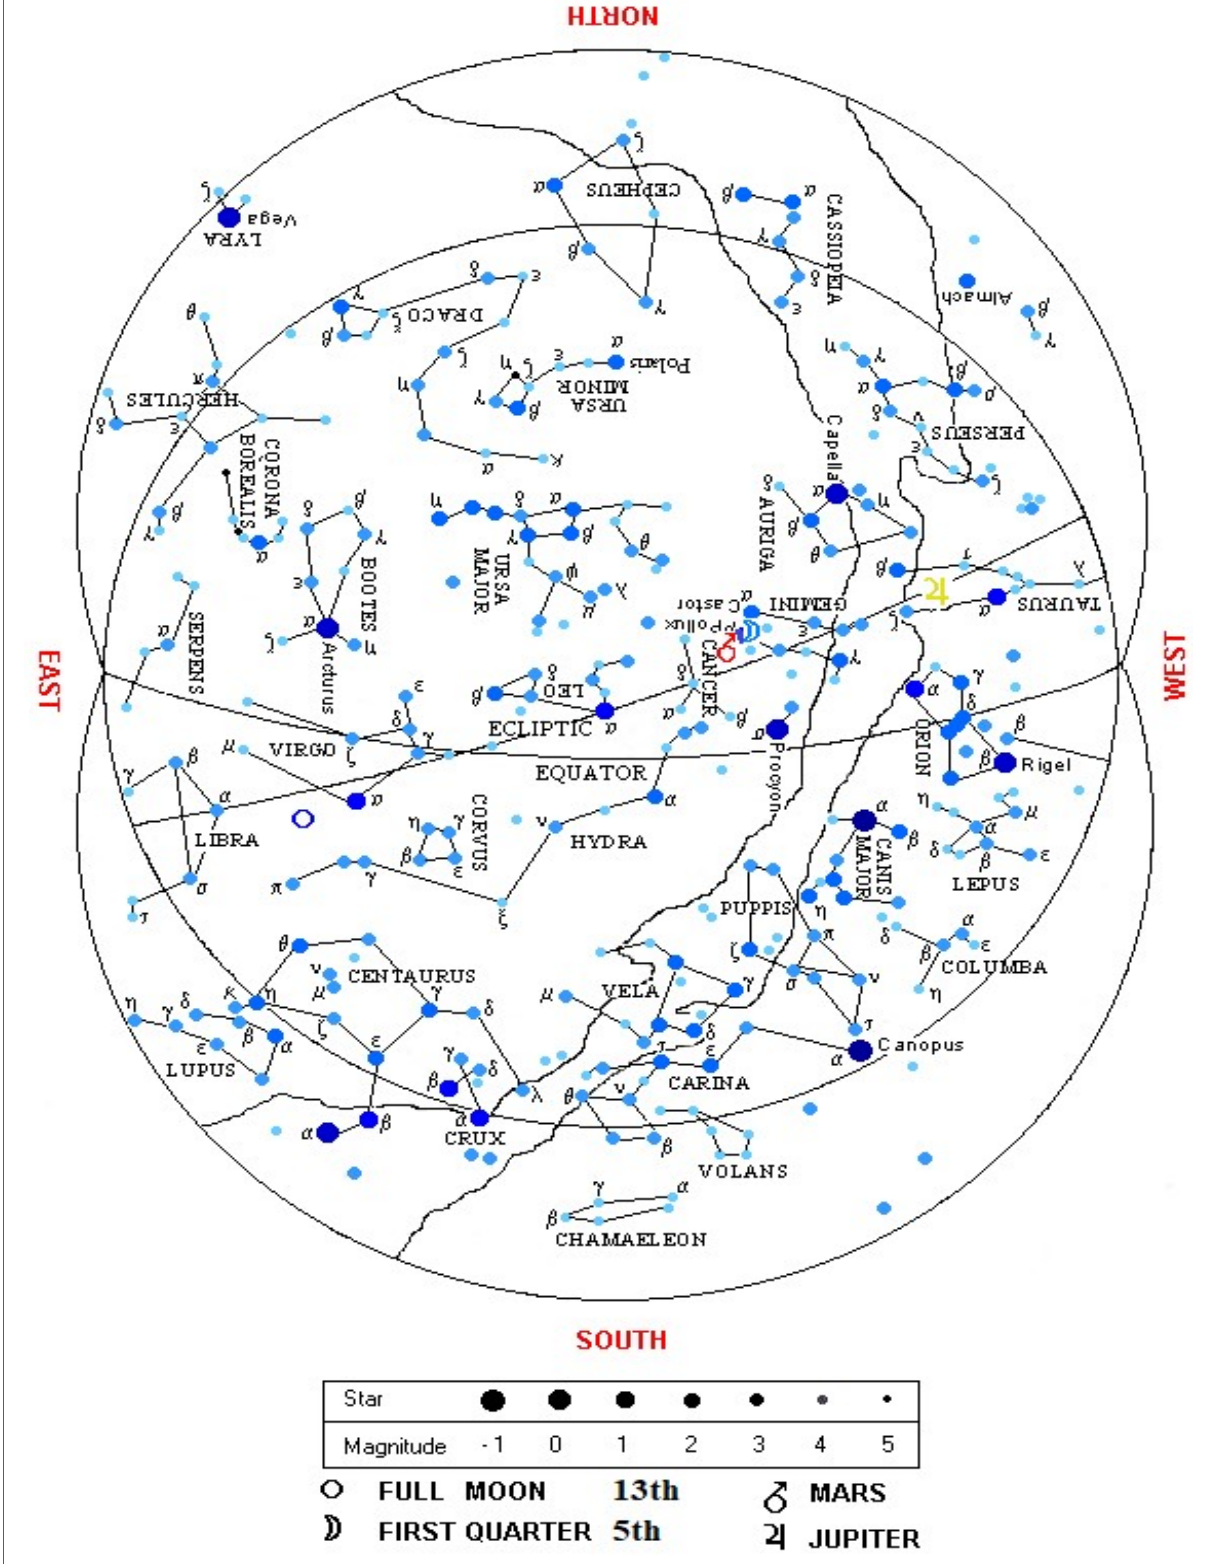 NORTH
ζ
α
CEPHEUS
β
α
CASSIOPEIA
ζ
Vega
LYRA
β
γ
δ
ε
γ
δ
ε
Almach
β
γ
θ
γ
ξ
DRACO
β
ζ
η
α
Polaris
ε
ζ
η
URSA
MINOR
γ
β
η
γ
α
β
ρ
δ
ν
PERSEUS
ε
ζ
π
HERCULES
δ
ε
CORONA
BOREALIS
α
κ
Capella
α
β
γ
δ
β
γ
ε
BOOTES
α
Arcturus
ζ
η
η
δ
α
γ
β
θ
URSA
MAJOR
ψ
μ
λ
δ
α
η
β
θ
AURIGA
β
τ
λ
α
TAURUS
ζ
SERPENS
α
α
Castor
Pollux
GEMINI
ε
γ
EAST
WEST
δ
β
LEO
α
CANCER
δ
α
β
ECLIPTIC
ε
δ
γ
VIRGO
ζ
μ
α
EQUATOR
α
Procyon
α
γ
δ
ORION
β
β
Rigel
γ
β
α
LIBRA
σ
τ
η
γ
β
ε
CORVUS
ν
HYDRA
α
π
γ
ξ
α
β
CANIS
MAJOR
η
η
μ
α
δ
β
ε
LEPUS
PUPPIS
ζ
π
ν
σ
τ
δ
α
β
ε
COLUMBA
η
θ
ν
CENTAURUS
μ
κ
η
ζ
γ
δ
ε
λ
μ
VELA
γ
δ
η
γ
δ
β
α
ε
LUPUS
Canopus
α
ε
CARINA
θ
ν
β
γ
δ
β
α
CRUX
α
β
VOLANS
γ
α
β
CHAMAELEON
SOUTH
Star
Magnitude -1 0 1 2 3 4 5
FULL MOON 13th ♂ MARS
FIRST QUARTER 5th ♃ JUPITER